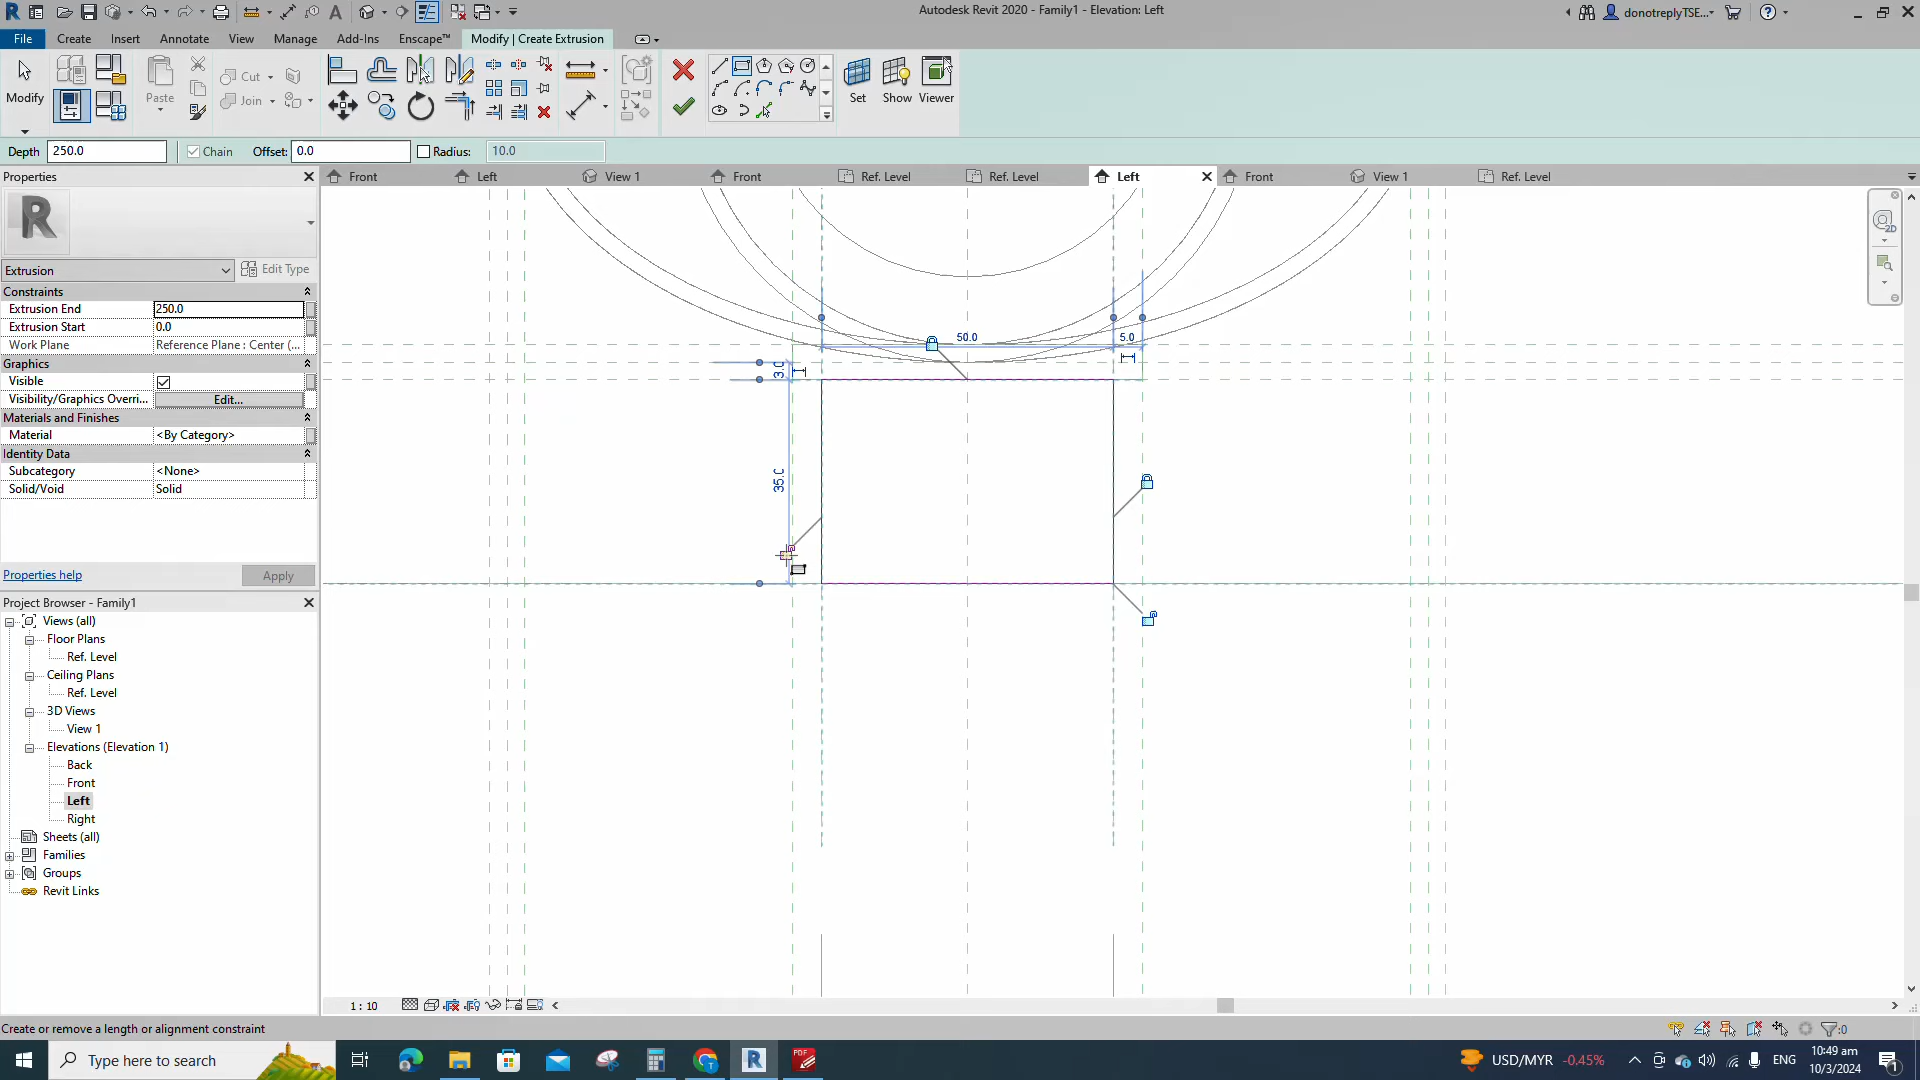 Autodesk Revit 2020 - Family1 - Elevation: Left
donotreplyTSE...
File Create Insert Annotate View Manage Add-Ins Enscape™ Modify | Create Extrusion
Modify Paste Cut Join Set Show Viewer
Depth 250.0 Chain Offset: 0.0 Radius: 10.0
Properties
Front Left View 1 Front Ref. Level Ref. Level Left Front View 1 Ref. Level
Extrusion Edit Type
Constraints
Extrusion End 250.0
Extrusion Start 0.0
Work Plane Reference Plane : Center (...
Graphics
Visible
Visibility/Graphics Overri... Edit...
Materials and Finishes
Material <By Category>
Identity Data
Subcategory <None>
Solid/Void Solid
Properties help Apply
50.0 5.0
3.0
35.0
2D
Project Browser - Family1
Views (all)
Floor Plans
Ref. Level
Ceiling Plans
Ref. Level
3D Views
View 1
Elevations (Elevation 1)
Back
Front
Left
Right
Sheets (all)
Families
Groups
Revit Links
1 : 10
Create or remove a length or alignment constraint
:0
Type here to search
PDF
USD/MYR -0.45%
ENG
10:49 am
10/3/2024
1